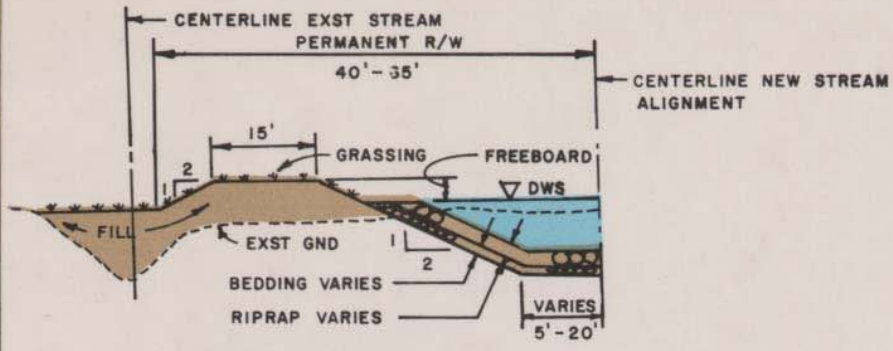 CENTERLINE EXST STREAM
PERMANENT R/W
40'-65'
CENTERLINE NEW STREAM
ALIGNMENT
15'
GRASSING
FREEBOARD
DWS
1
2
FILL
EXST GND
1
2
BEDDING VARIES
RIPRAP VARIES
VARIES
5'-20'